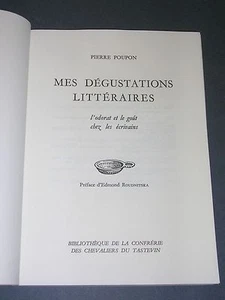 PIERRE POUPON
MES DÉGUSTATIONS
LITTÉRAIRES
l'odorat et le goût
chez les écrivains
Préface d'Edmond ROUDNITSKA
BIBLIOTHÈQUE DE LA CONFRÉRIE
DES CHEVALIERS DU TASTEVIN